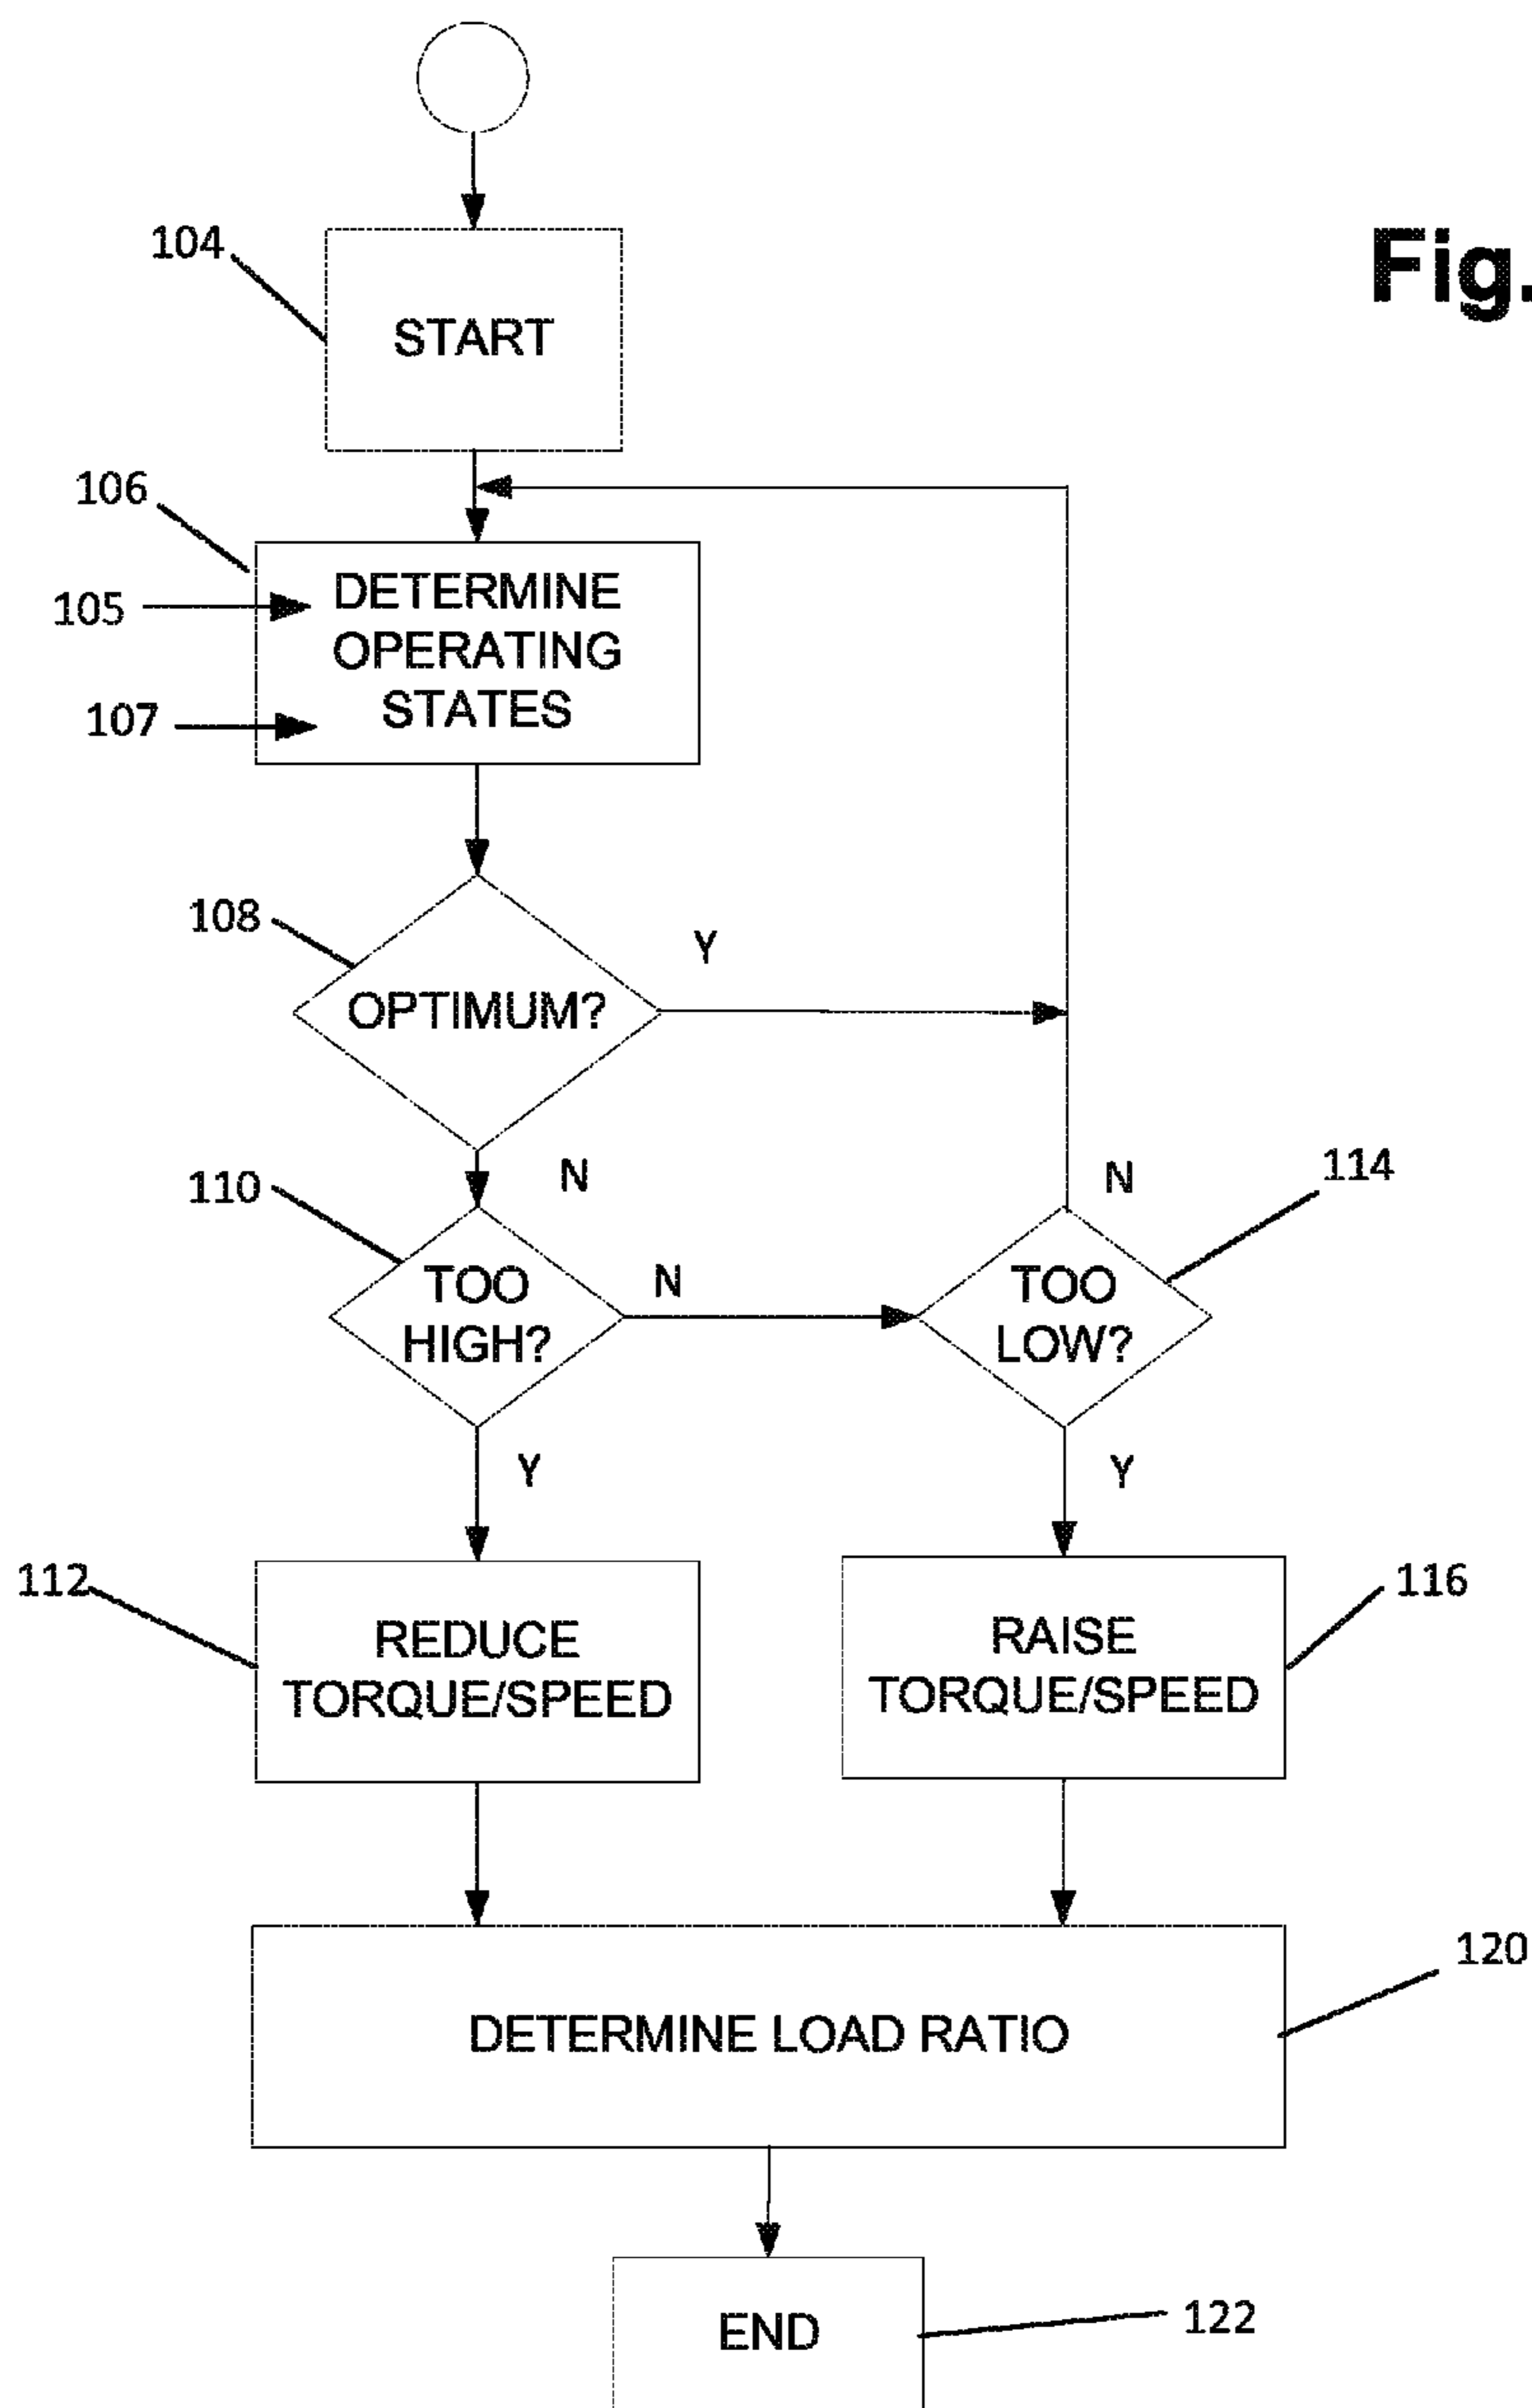 Fig.
104
START
106
105
DETERMINE
OPERATING
STATES
107
108
Y
OPTIMUM?
110
N
114
N
TOO
HIGH?
N
TOO
LOW?
Y
Y
112
REDUCE
TORQUE/SPEED
RAISE
TORQUE/SPEED
116
120
DETERMINE LOAD RATIO
END
122